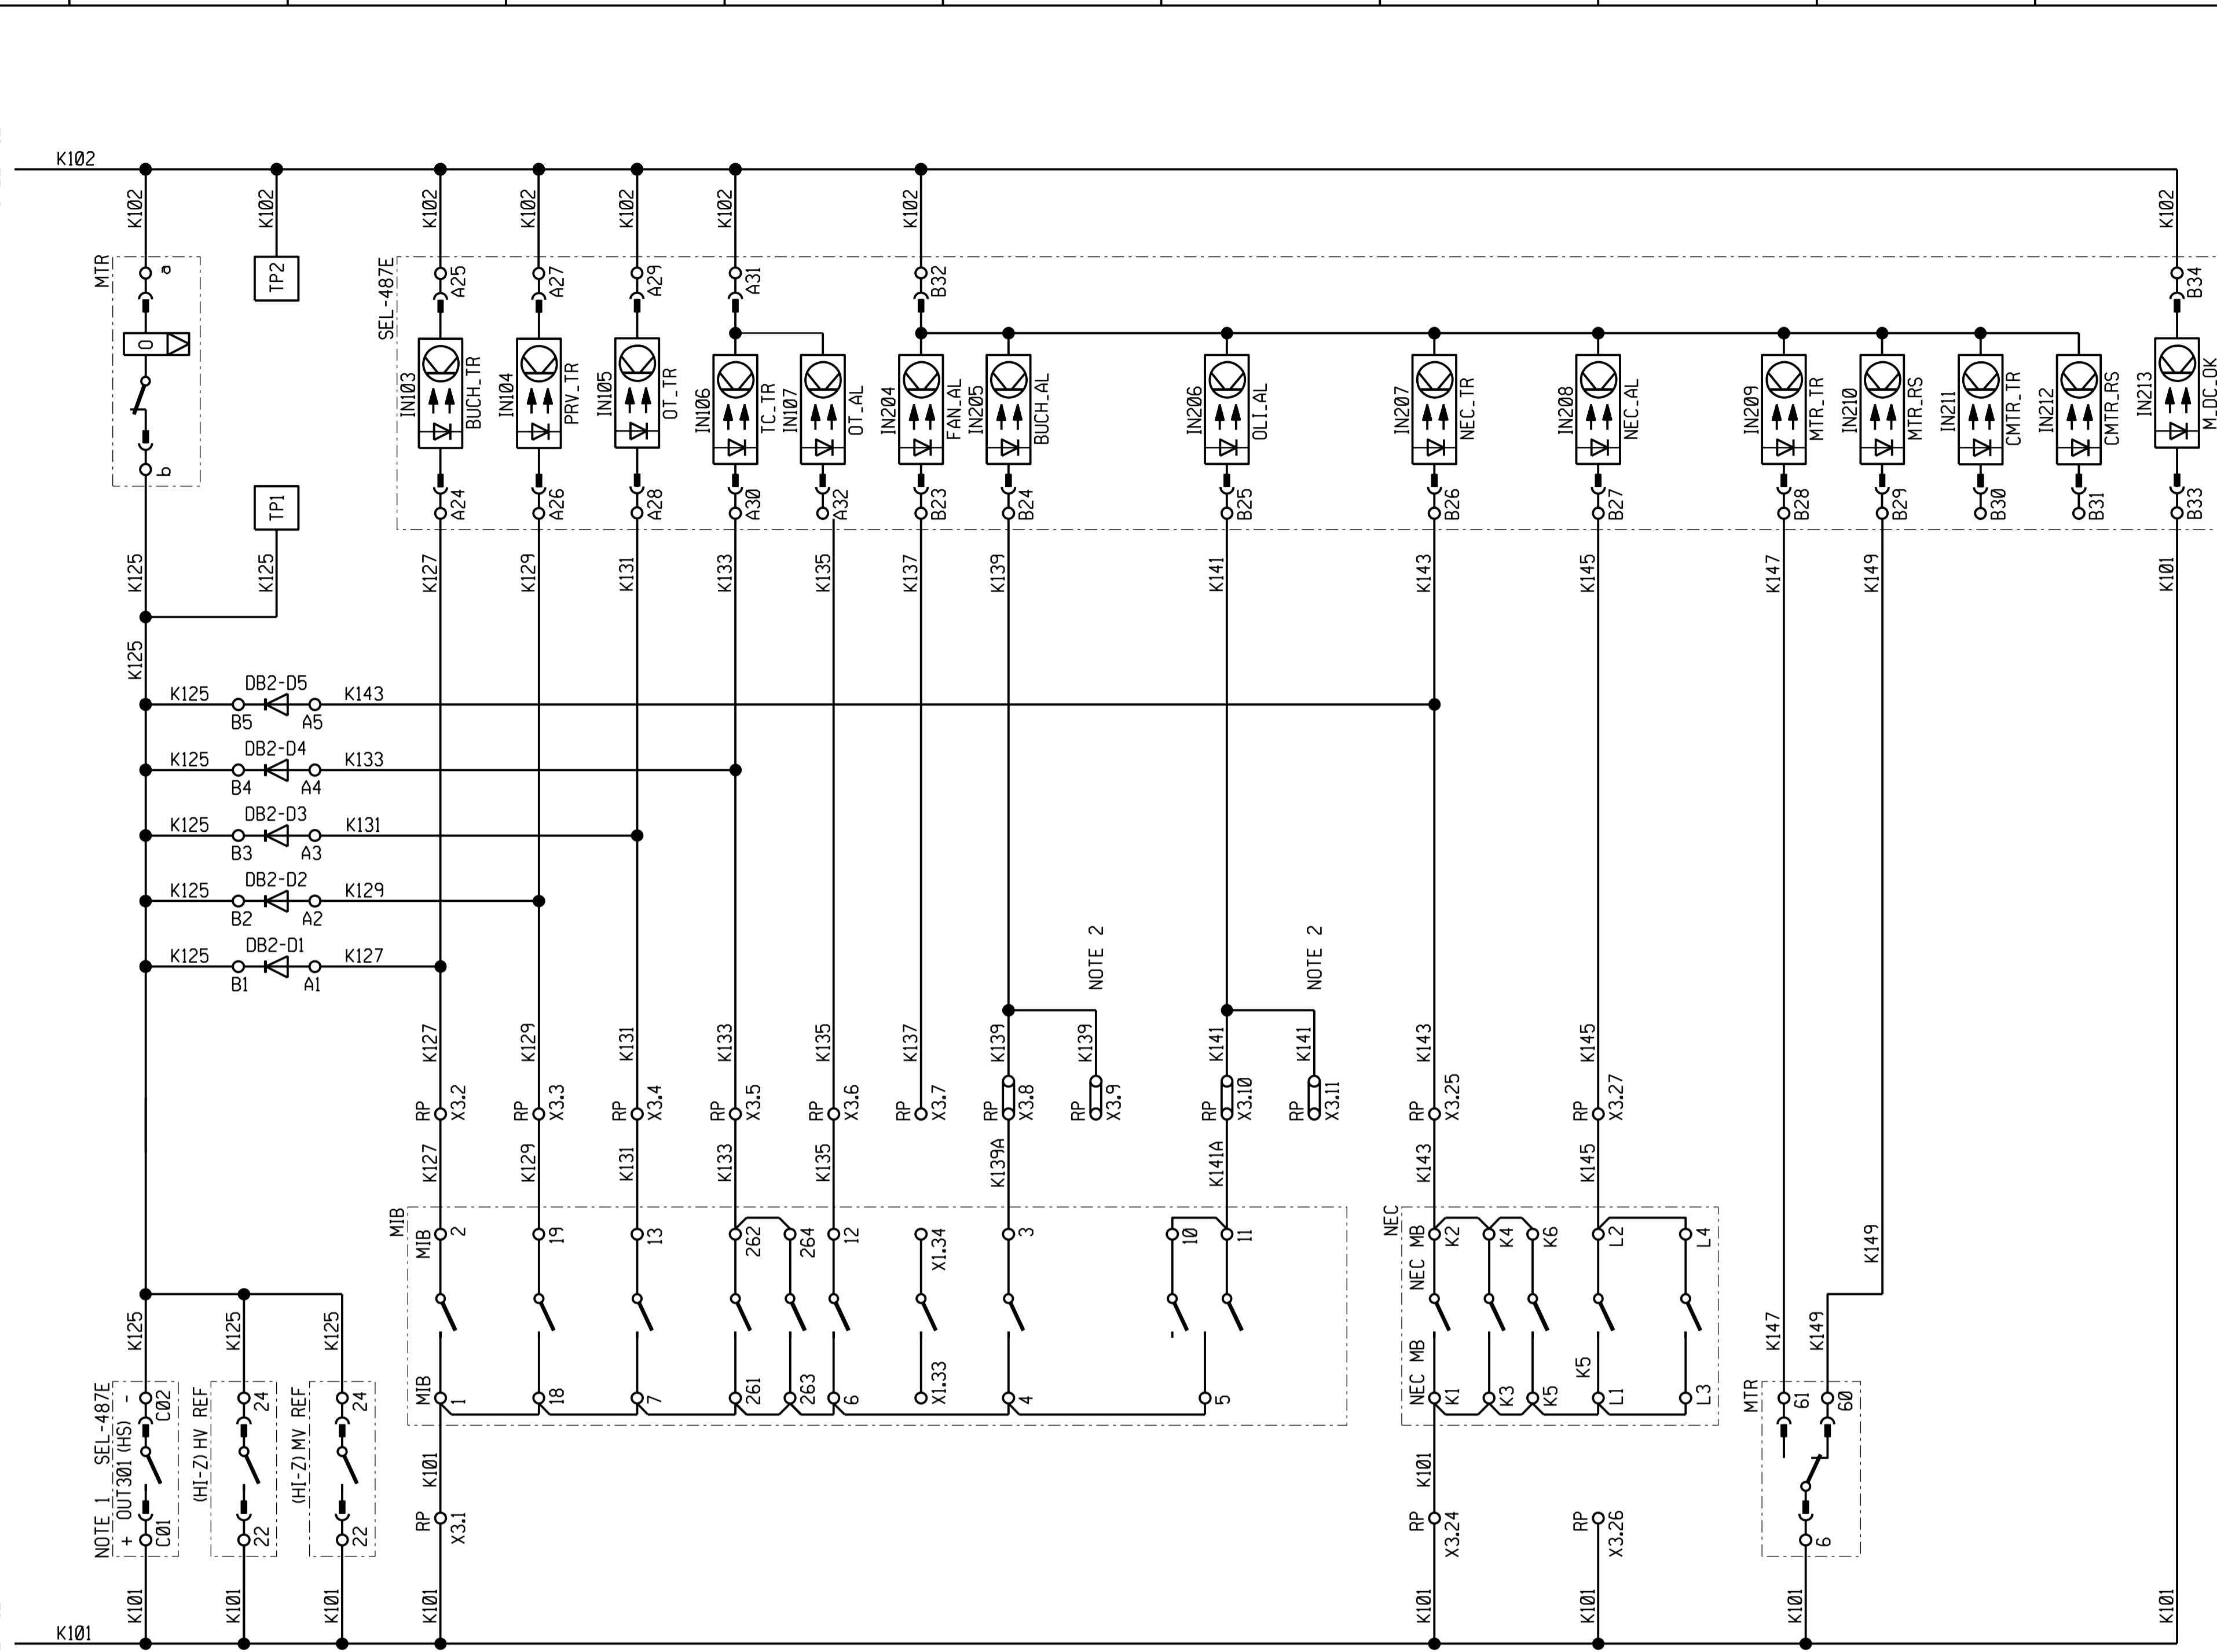 K102
K102
K102
K102
K102
K102
K102
K102
K102
MTR
a
b
TP2
TP1
SEL-487E
A25
A27
A29
A31
B32
B34
IN103
BUCH_TR
IN104
PRV_TR
IN105
OT_TR
IN106
TC_TR
IN107
OT_AL
IN204
FAN_AL
IN205
BUCH_AL
IN206
OLI_AL
IN207
NEC_TR
IN208
NEC_AL
IN209
MTR_TR
IN210
MTR_RS
IN211
CMTR_TR
IN212
CMTR_RS
IN213
M_DC_OK
A24
A26
A28
A30
A32
B23
B24
B25
B26
B27
B28
B29
B30
B31
B33
K125
K125
K127
K129
K131
K133
K135
K137
K139
K141
K143
K145
K147
K149
K101
K125
K125
DB2-D5
K143
B5
A5
K125
DB2-D4
K133
B4
A4
K125
DB2-D3
K131
B3
A3
K125
DB2-D2
K129
B2
A2
K125
DB2-D1
K127
B1
A1
NOTE 2
NOTE 2
K127
K129
K131
K133
K135
K137
K139
K139
K141
K141
K143
K145
RP
X3.2
RP
X3.3
RP
X3.4
RP
X3.5
RP
X3.6
RP
X3.7
RP
X3.8
RP
X3.9
RP
X3.10
RP
X3.11
RP
X3.25
RP
X3.27
K127
K129
K131
K133
K135
K139A
K141A
K143
K145
MIB
MIB
2
19
13
262
264
12
X1.34
3
10
11
NEC
NEC MB
K2
K4
K6
L2
L4
K149
MIB
1
18
7
261
263
6
X1.33
4
5
NEC MB
K1
K3
K5
K5
L1
L3
K147
K149
MTR
61
60
6
K125
K125
K125
NOTE 1
SEL-487E
OUT301 (HS)
-
+
C02
C01
(HI-Z) HV REF
24
22
(HI-Z) MV REF
24
22
K101
RP
X3.1
K101
RP
X3.24
RP
X3.26
K101
K101
K101
K101
K101
K101
K101
K101
K101